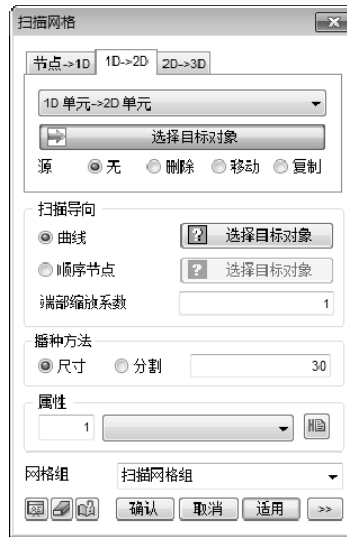 扫描网格
节点->1D 1D->2D 2D->3D
1D 单元->2D 单元
选择目标对象
源 无 删除 移动 复制
扫描导向
曲线 选择目标对象
顺序节点 选择目标对象
端部缩放系数 1
播种方法
尺寸 分割 30
属性
1
网格组 扫描网格组
确认 取消 适用 >>